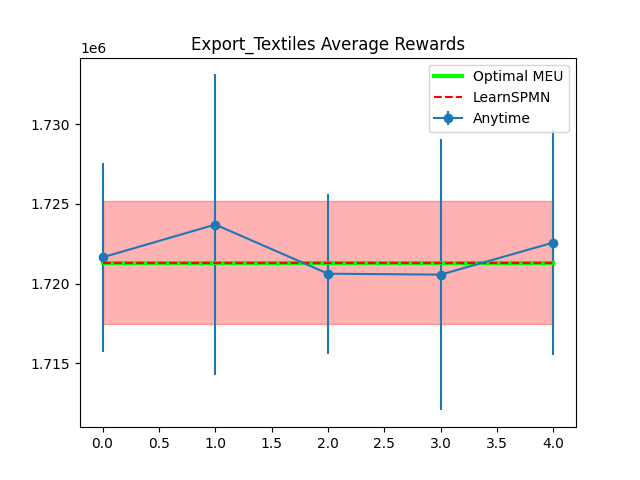 Export_Textiles Average Rewards
1e6
Optimal MEU
LearnSPMN
Anytime
1.730
1.725
1.720
1.715
0.0 0.5 1.0 1.5 2.0 2.5 3.0 3.5 4.0